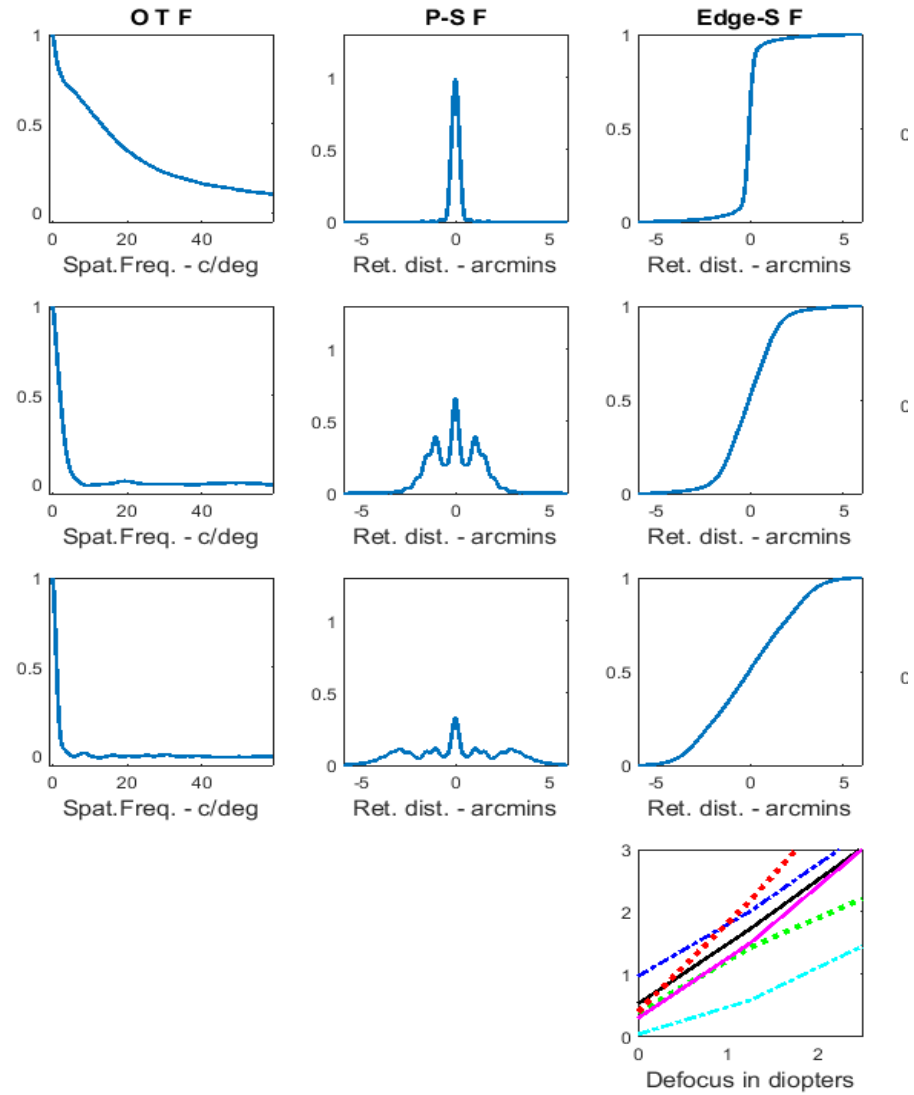 O T F P-S F Edge-S F
1 1 1
0.5 0.5 0.5
0 0 0
0 20 40 -5 0 5 -5 0 5
Spat.Freq. - c/deg Ret. dist. - arcmins Ret. dist. - arcmins
1 1 1
0.5 0.5 0.5
0 0 0
0 20 40 -5 0 5 -5 0 5
Spat.Freq. - c/deg Ret. dist. - arcmins Ret. dist. - arcmins
1 1 1
0.5 0.5 0.5
0 0 0
0 20 40 -5 0 5 -5 0 5
Spat.Freq. - c/deg Ret. dist. - arcmins Ret. dist. - arcmins
3
2
1
0
0 1 2
Defocus in diopters